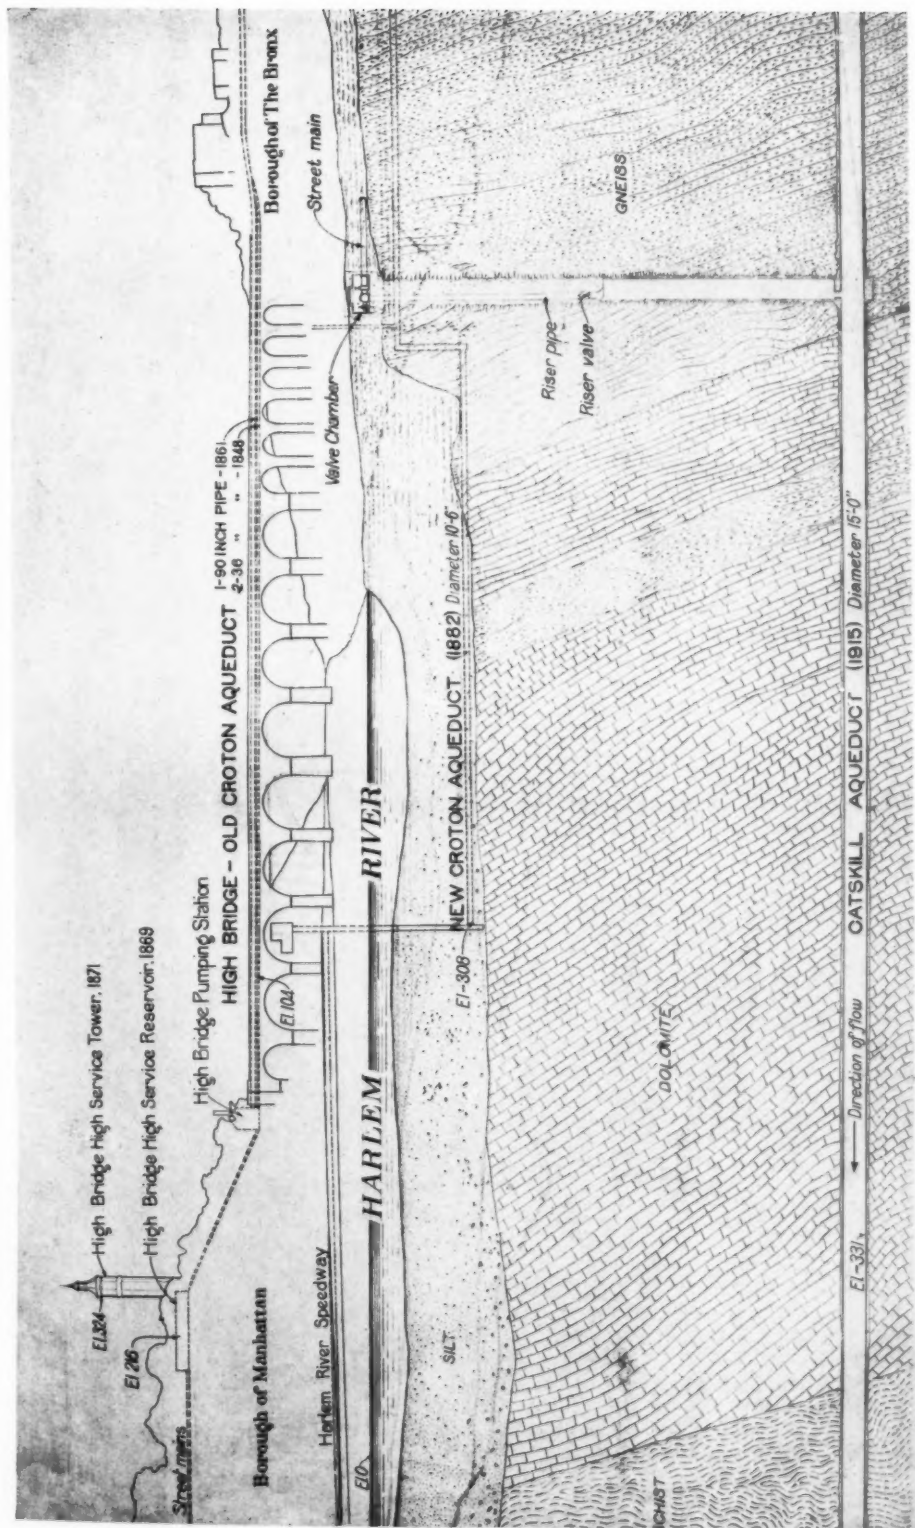 High Bridge High Service Tower. 1871
High Bridge High Service Reservoir. 1869
El. 324
El 216
Street mains
High Bridge Pumping Station
HIGH BRIDGE – OLD CROTON AQUEDUCT
1-90 INCH PIPE - 1861
2-36 " " - 1848
Borough of Manhattan
Borough of The Bronx
El 104
Harlem River Speedway
Street main
Valve Chamber
El 0
HARLEM RIVER
NEW CROTON AQUEDUCT (1882) Diameter 10'-6"
El-308
SILT
Riser pipe
Riser valve
GNEISS
DOLOMITE
SCHIST
El-331
Direction of flow
CATSKILL AQUEDUCT (1915) Diameter 15'-0"